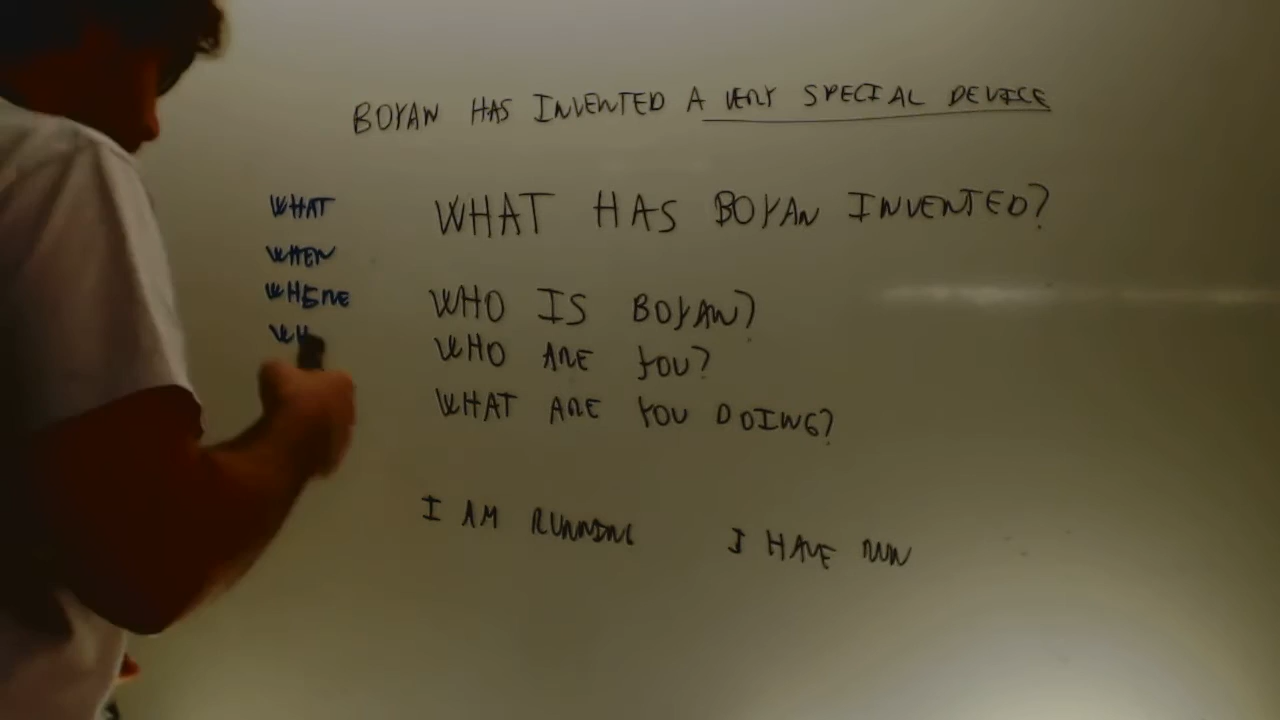 BOYAN HAS INVENTED A VERY SPECIAL DEVICE
WHAT
WHAT HAS BOYAN INVENTED?
WHEN
WHERE
WHO IS BOYAN?
WH
WHO ARE YOU?
WHAT ARE YOU DOING?
I AM RUNNING
I HAVE RUN